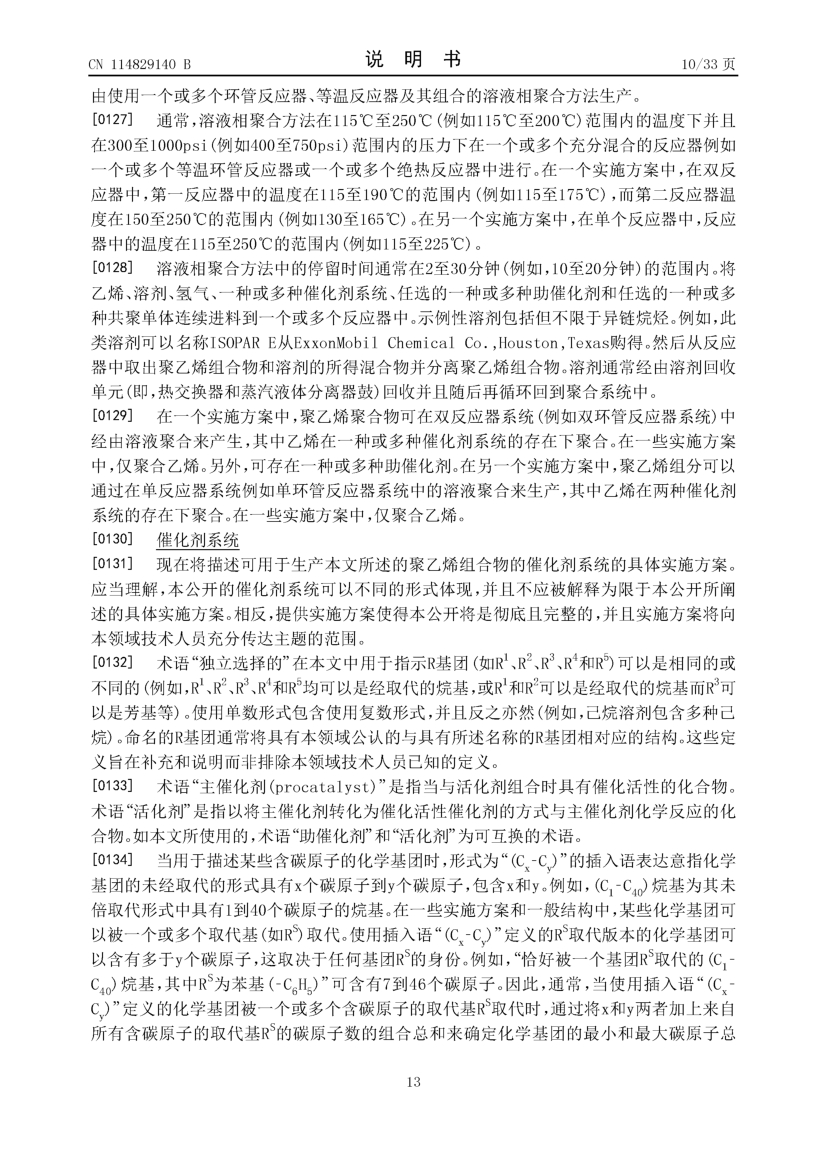 CN 114829140 B
说 明 书
10/33 页
由使用一个或多个环管反应器、等温反应器及其组合的溶液相聚合方法生产。
[0127] 通常,溶液相聚合方法在115℃至250℃(例如115℃至200℃)范围内的温度下并且
在300至1000psi(例如400至750psi)范围内的压力下在一个或多个充分混合的反应器例如
一个或多个等温环管反应器或一个或多个绝热反应器中进行。在一个实施方案中,在双反
应器中,第一反应器中的温度在115至190℃的范围内(例如115至175℃),而第二反应器温
度在150至250℃的范围内(例如130至165℃)。在另一个实施方案中,在单个反应器中,反应
器中的温度在115至250℃的范围内(例如115至225℃)。
[0128] 溶液相聚合方法中的停留时间通常在2至30分钟(例如,10至20分钟)的范围内。将
乙烯、溶剂、氢气、一种或多种催化剂系统、任选的一种或多种助催化剂和任选的一种或多
种共聚单体连续进料到一个或多个反应器中。示例性溶剂包括但不限于异链烷烃。例如,此
类溶剂可以名称ISOPAR E从ExxonMobil Chemical Co.,Houston,Texas购得。然后从反应
器中取出聚乙烯组合物和溶剂的所得混合物并分离聚乙烯组合物。溶剂通常经由溶剂回收
单元(即,热交换器和蒸汽液体分离器鼓)回收并且随后再循环回到聚合系统中。
[0129] 在一个实施方案中,聚乙烯聚合物可在双反应器系统(例如双环管反应器系统)中
经由溶液聚合来产生,其中乙烯在一种或多种催化剂系统的存在下聚合。在一些实施方案
中,仅聚合乙烯。另外,可存在一种或多种助催化剂。在另一个实施方案中,聚乙烯组分可以
通过在单反应器系统例如单环管反应器系统中的溶液聚合来生产,其中乙烯在两种催化剂
系统的存在下聚合。在一些实施方案中,仅聚合乙烯。
[0130] 催化剂系统
[0131] 现在将描述可用于生产本文所述的聚乙烯组合物的催化剂系统的具体实施方案。
应当理解,本公开的催化剂系统可以不同的形式体现,并且不应被解释为限于本公开所阐
述的具体实施方案。相反,提供实施方案使得本公开将是彻底且完整的,并且实施方案将向
本领域技术人员充分传达主题的范围。
[0132] 术语“独立选择的”在本文中用于指示R基团(如R¹、R²、R³、R⁴和R⁵)可以是相同的或
不同的(例如,R¹、R²、R³、R⁴和R⁵均可以是经取代的烷基,或R¹和R²可以是经取代的烷基而R³可
以是芳基等)。使用单数形式包含使用复数形式,并且反之亦然(例如,己烷溶剂包含多种己
烷)。命名的R基团通常将具有本领域公认的与具有所述名称的R基团相对应的结构。这些定
义旨在补充和说明而非排除本领域技术人员已知的定义。
[0133] 术语“主催化剂(procatalyst)”是指当与活化剂组合时具有催化活性的化合物。
术语“活化剂”是指以将主催化剂转化为催化活性催化剂的方式与主催化剂化学反应的化
合物。如本文所使用的,术语“助催化剂”和“活化剂”为可互换的术语。
[0134] 当用于描述某些含碳原子的化学基团时,形式为“(Cₓ-Cᵧ)”的插入语表达意指化学
基团的未经取代的形式具有x个碳原子到y个碳原子,包含x和y。例如,(C₁-C₄₀)烷基为其未
倍取代形式中具有1到40个碳原子的烷基。在一些实施方案和一般结构中,某些化学基团可
以被一个或多个取代基(如Rˢ)取代。使用插入语“(Cₓ-Cᵧ)”定义的Rˢ取代版本的化学基团可
以含有多于y个碳原子,这取决于任何基团Rˢ的身份。例如,“恰好被一个基团Rˢ取代的(C₁-
C₄₀)烷基,其中Rˢ为苯基(-C₆H₅)”可含有7到46个碳原子。因此,通常,当使用插入语“(Cₓ-
Cᵧ)”定义的化学基团被一个或多个含碳原子的取代基Rˢ取代时,通过将x和y两者加上来自
所有含碳原子的取代基Rˢ的碳原子数的组合总和来确定化学基团的最小和最大碳原子总
13